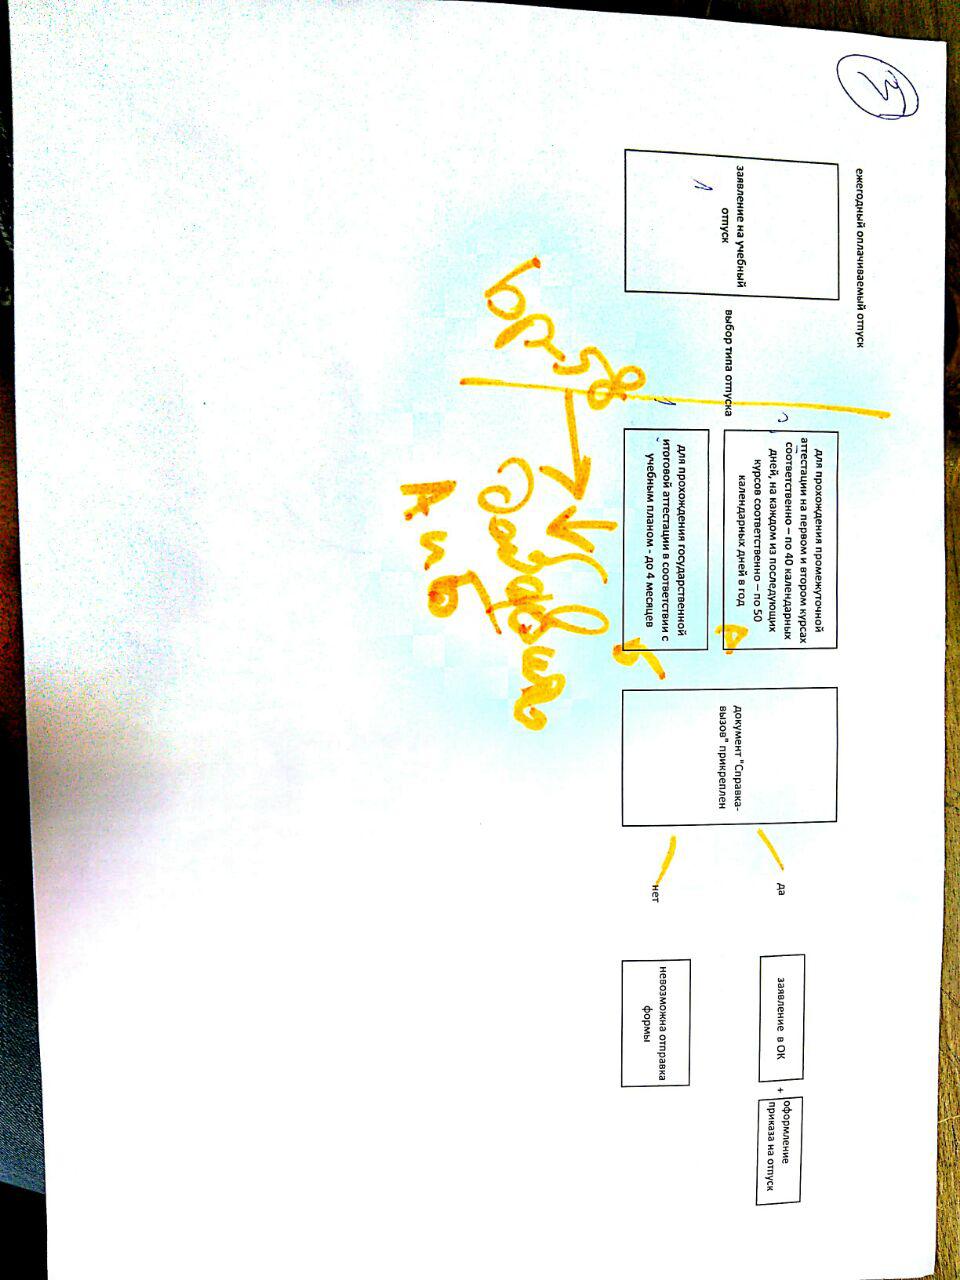 3
ежегодный оплачиваемый отпуск
заявление на учебный
отпуск
1
выбор типа отпуска
для прохождения промежуточной
аттестации на первом и втором курсах
соответственно – по 40 календарных
дней, на каждом из последующих
курсов соответственно – по 50
календарных дней в год
А
для прохождения государственной
итоговой аттестации в соответствии с
учебным планом - до 4 месяцев
Б
документ "Справка-
вызов" прикреплен
да
нет
заявление в ОК
+
оформление
приказа на отпуск
невозможна отправка
формы
А и Б